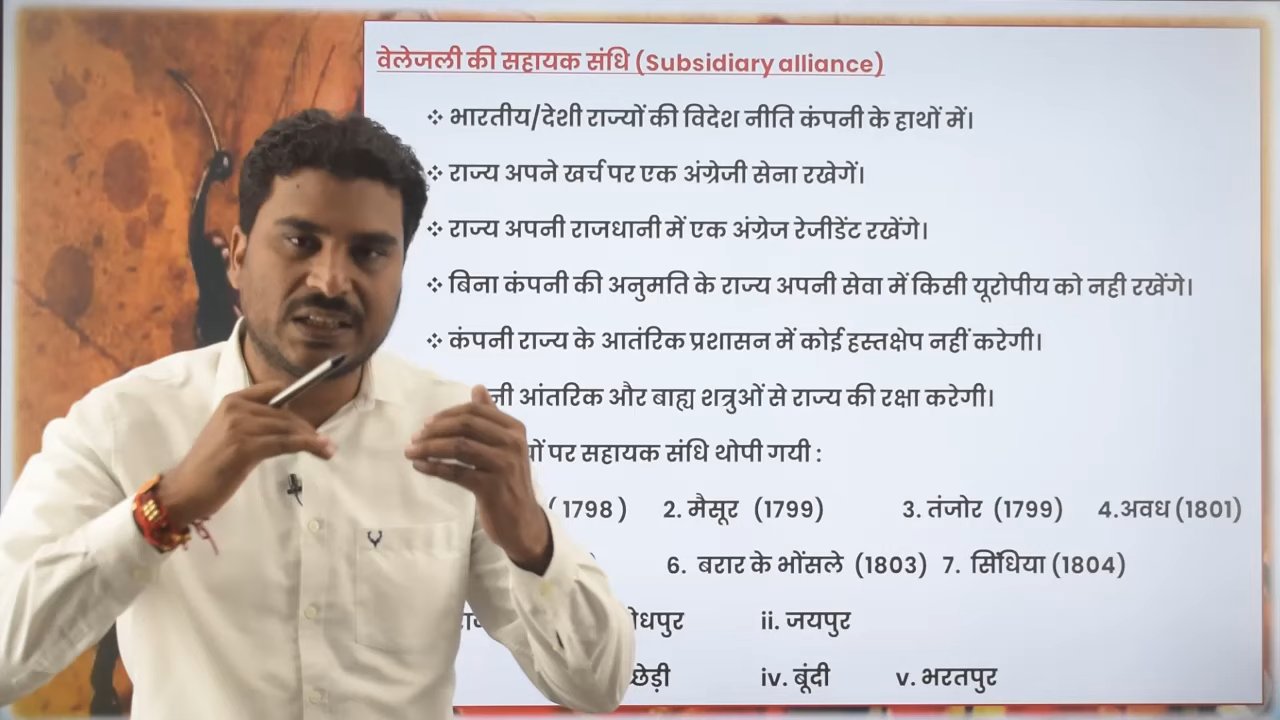 वेलेजली की सहायक संधि (Subsidiary alliance)
❖ भारतीय/देशी राज्यों की विदेश नीति कंपनी के हाथों में।
❖ राज्य अपने खर्च पर एक अंग्रेजी सेना रखेगें।
❖ राज्य अपनी राजधानी में एक अंग्रेज रेजीडेंट रखेंगे।
❖ बिना कंपनी की अनुमति के राज्य अपनी सेवा में किसी यूरोपीय को नही रखेंगे।
❖ कंपनी राज्य के आतंरिक प्रशासन में कोई हस्तक्षेप नहीं करेगी।
आंतरिक और बाह्य शत्रुओं से राज्य की रक्षा करेगी।
पर सहायक संधि थोपी गयी :
( 1798 ) 2. मैसूर (1799) 3. तंजोर (1799) 4.अवध (1801)
6. बरार के भोंसले (1803) 7. सिंधिया (1804)
ii. जयपुर
iv. बूंदी v. भरतपुर